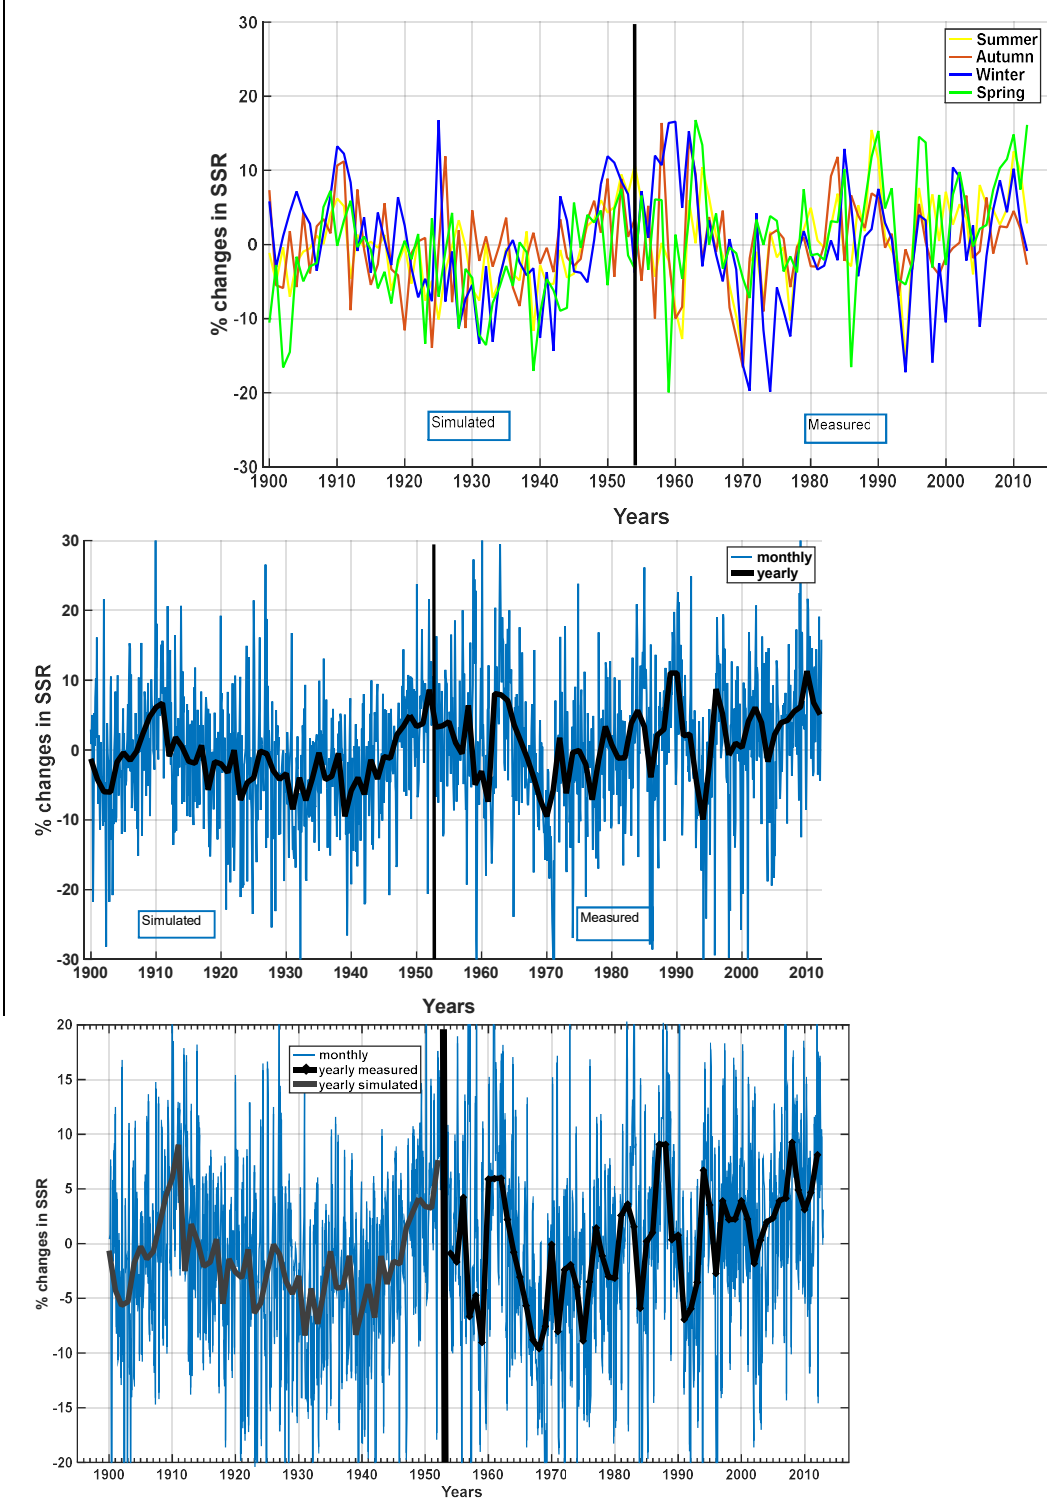 30
20
10
0
-10
-20
-30
% changes in SSR
Summer
Autumn
Winter
Spring
Simulated
Measurec
1900 1910 1920 1930 1940 1950 1960 1970 1980 1990 2000 2010
Years
30
20
10
0
-10
-20
-30
% changes in SSR
monthly
yearly
Simulated
Measured
1900 1910 1920 1930 1940 1950 1960 1970 1980 1990 2000 2010
Years
20
15
10
5
0
-5
-10
-15
-20
% changes in SSR
monthly
yearly measured
yearly simulated
1900 1910 1920 1930 1940 1950 1960 1970 1980 1990 2000 2010
Years